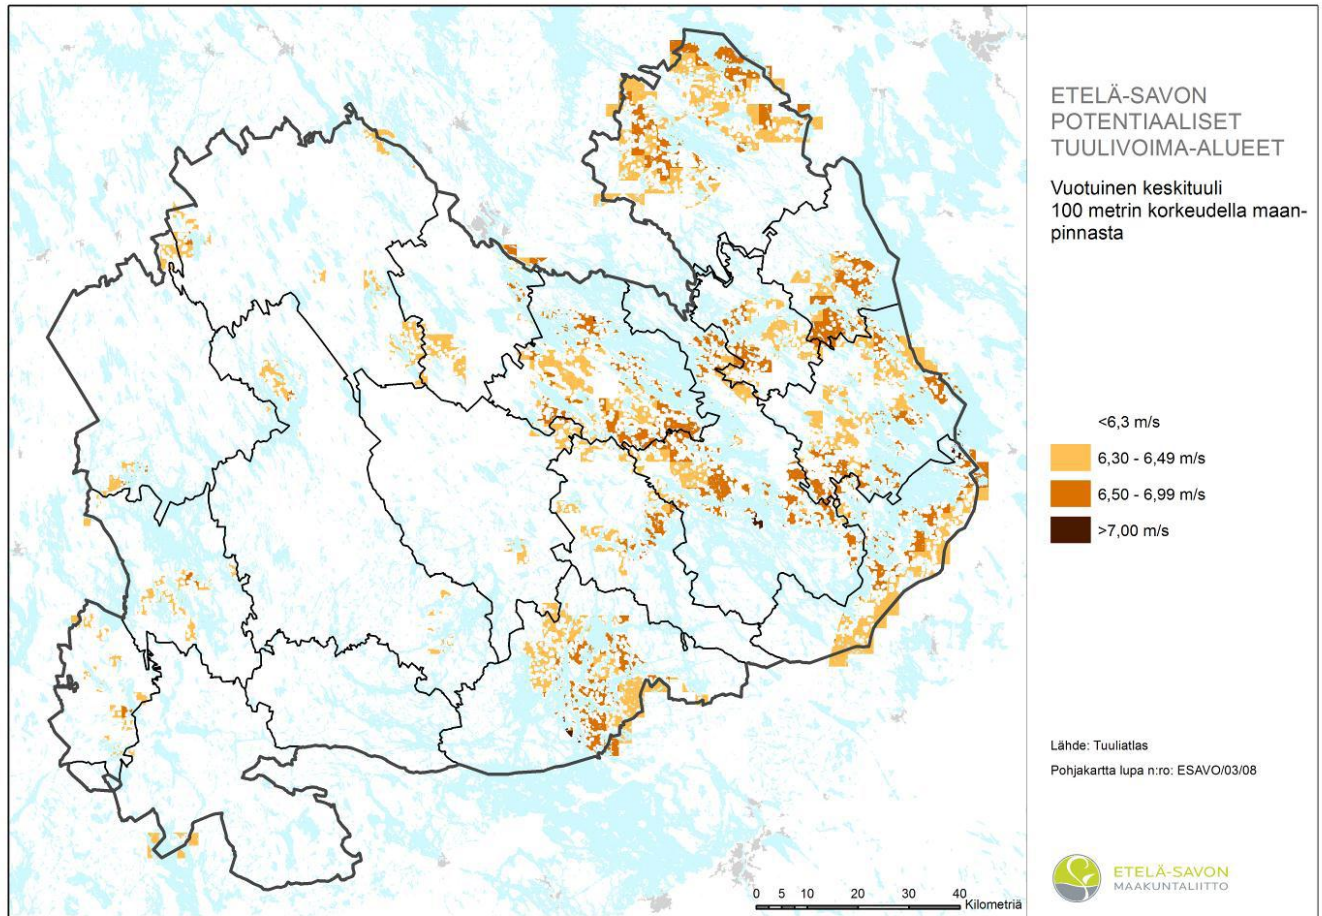 ETELÄ-SAVON
POTENTIAALISET
TUULIVOIMA-ALUEET
Vuotuinen keskituuli
100 metrin korkeudella maan-
pinnasta
<6,3 m/s
6,30 - 6,49 m/s
6,50 - 6,99 m/s
>7,00 m/s
Lähde: Tuuliatlas
Pohjakartta lupa n:ro: ESAVO/03/08
ETELÄ-SAVON
MAAKUNTALIITTO
0 5 10 20 30 40
Kilometriä